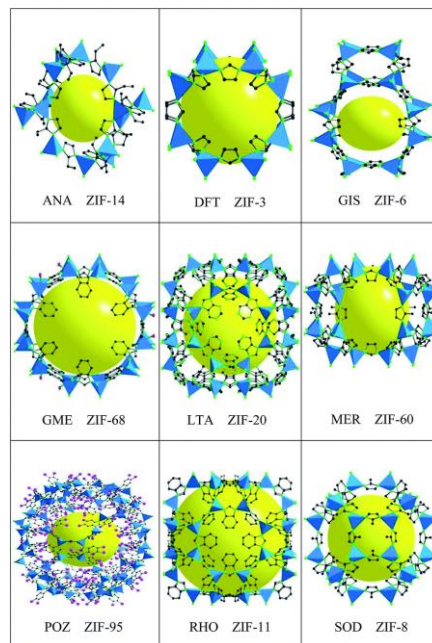 ANA ZIF-14
DFT ZIF-3
GIS ZIF-6
GME ZIF-68
LTA ZIF-20
MER ZIF-60
POZ ZIF-95
RHO ZIF-11
SOD ZIF-8